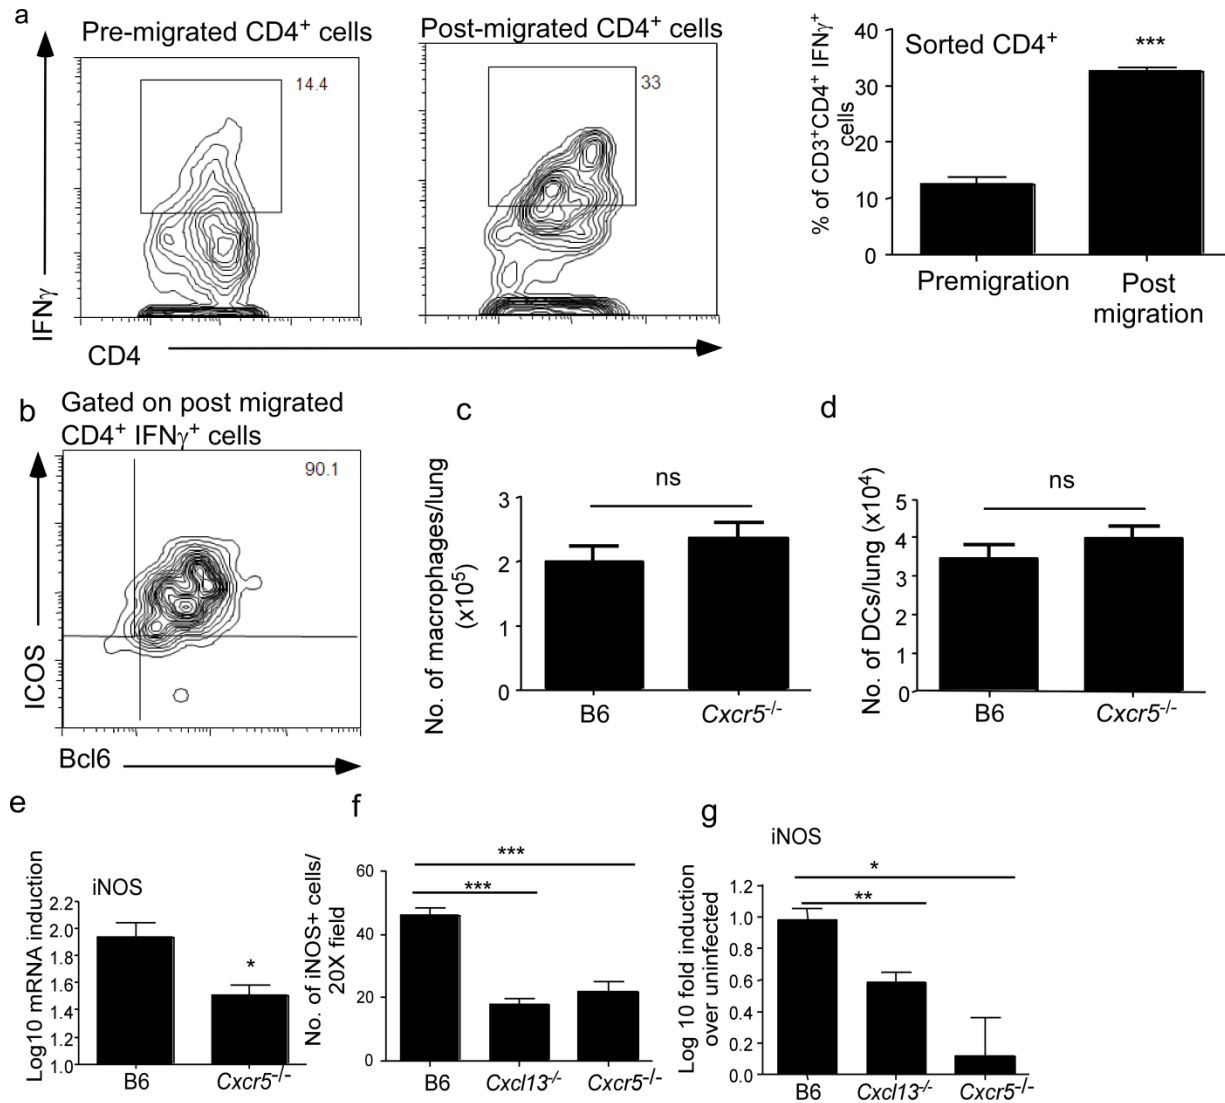 a
Pre-migrated CD4⁺ cells
14.4
Post-migrated CD4⁺ cells
33
IFNγ
CD4
% of CD3⁺CD4⁺ IFNγ⁺
cells
40
30
20
10
0
Sorted CD4⁺
***
Premigration
Post
migration
b
Gated on post migrated
CD4⁺ IFNγ⁺ cells
90.1
ICOS
Bcl6
c
No. of macrophages/lung
(x10⁵)
3
2
1
0
ns
B6
Cxcr5⁻/⁻
d
No. of DCs/lung (x10⁴)
5
4
3
2
1
0
ns
B6
Cxcr5⁻/⁻
e
Log10 mRNA induction
iNOS
2.2
2.0
1.8
1.6
1.4
1.2
1.0
*
B6
Cxcr5⁻/⁻
f
No. of iNOS+ cells/
20X field
60
40
20
0
***
***
B6
Cxcl13⁻/⁻
Cxcr5⁻/⁻
g
iNOS
Log 10 fold induction
over uninfected
1.2
1.0
0.8
0.6
0.4
0.2
0.0
*
**
B6
Cxcl13⁻/⁻
Cxcr5⁻/⁻